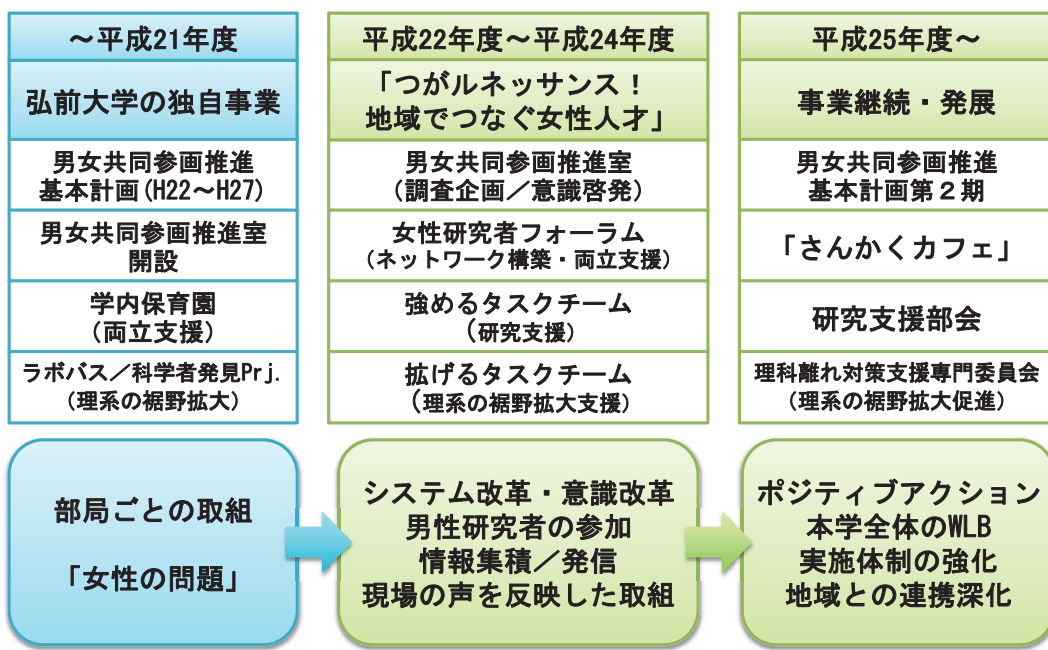 ～平成21年度
弘前大学の独自事業
男女共同参画推進
基本計画(H22～H27)
男女共同参画推進室
開設
学内保育園
(両立支援)
ラボバス／科学者発見Prj.
(理系の裾野拡大)
部局ごとの取組
「女性の問題」
平成22年度～平成24年度
「つがルネッサンス！
地域でつなぐ女性人才」
男女共同参画推進室
(調査企画／意識啓発)
女性研究者フォーラム
(ネットワーク構築・両立支援)
強めるタスクチーム
(研究支援)
拡げるタスクチーム
(理系の裾野拡大支援)
システム改革・意識改革
男性研究者の参加
情報集積／発信
現場の声を反映した取組
平成25年度～
事業継続・発展
男女共同参画推進
基本計画第２期
「さんかくカフェ」
研究支援部会
理科離れ対策支援専門委員会
(理系の裾野拡大促進)
ポジティブアクション
本学全体のWLB
実施体制の強化
地域との連携深化